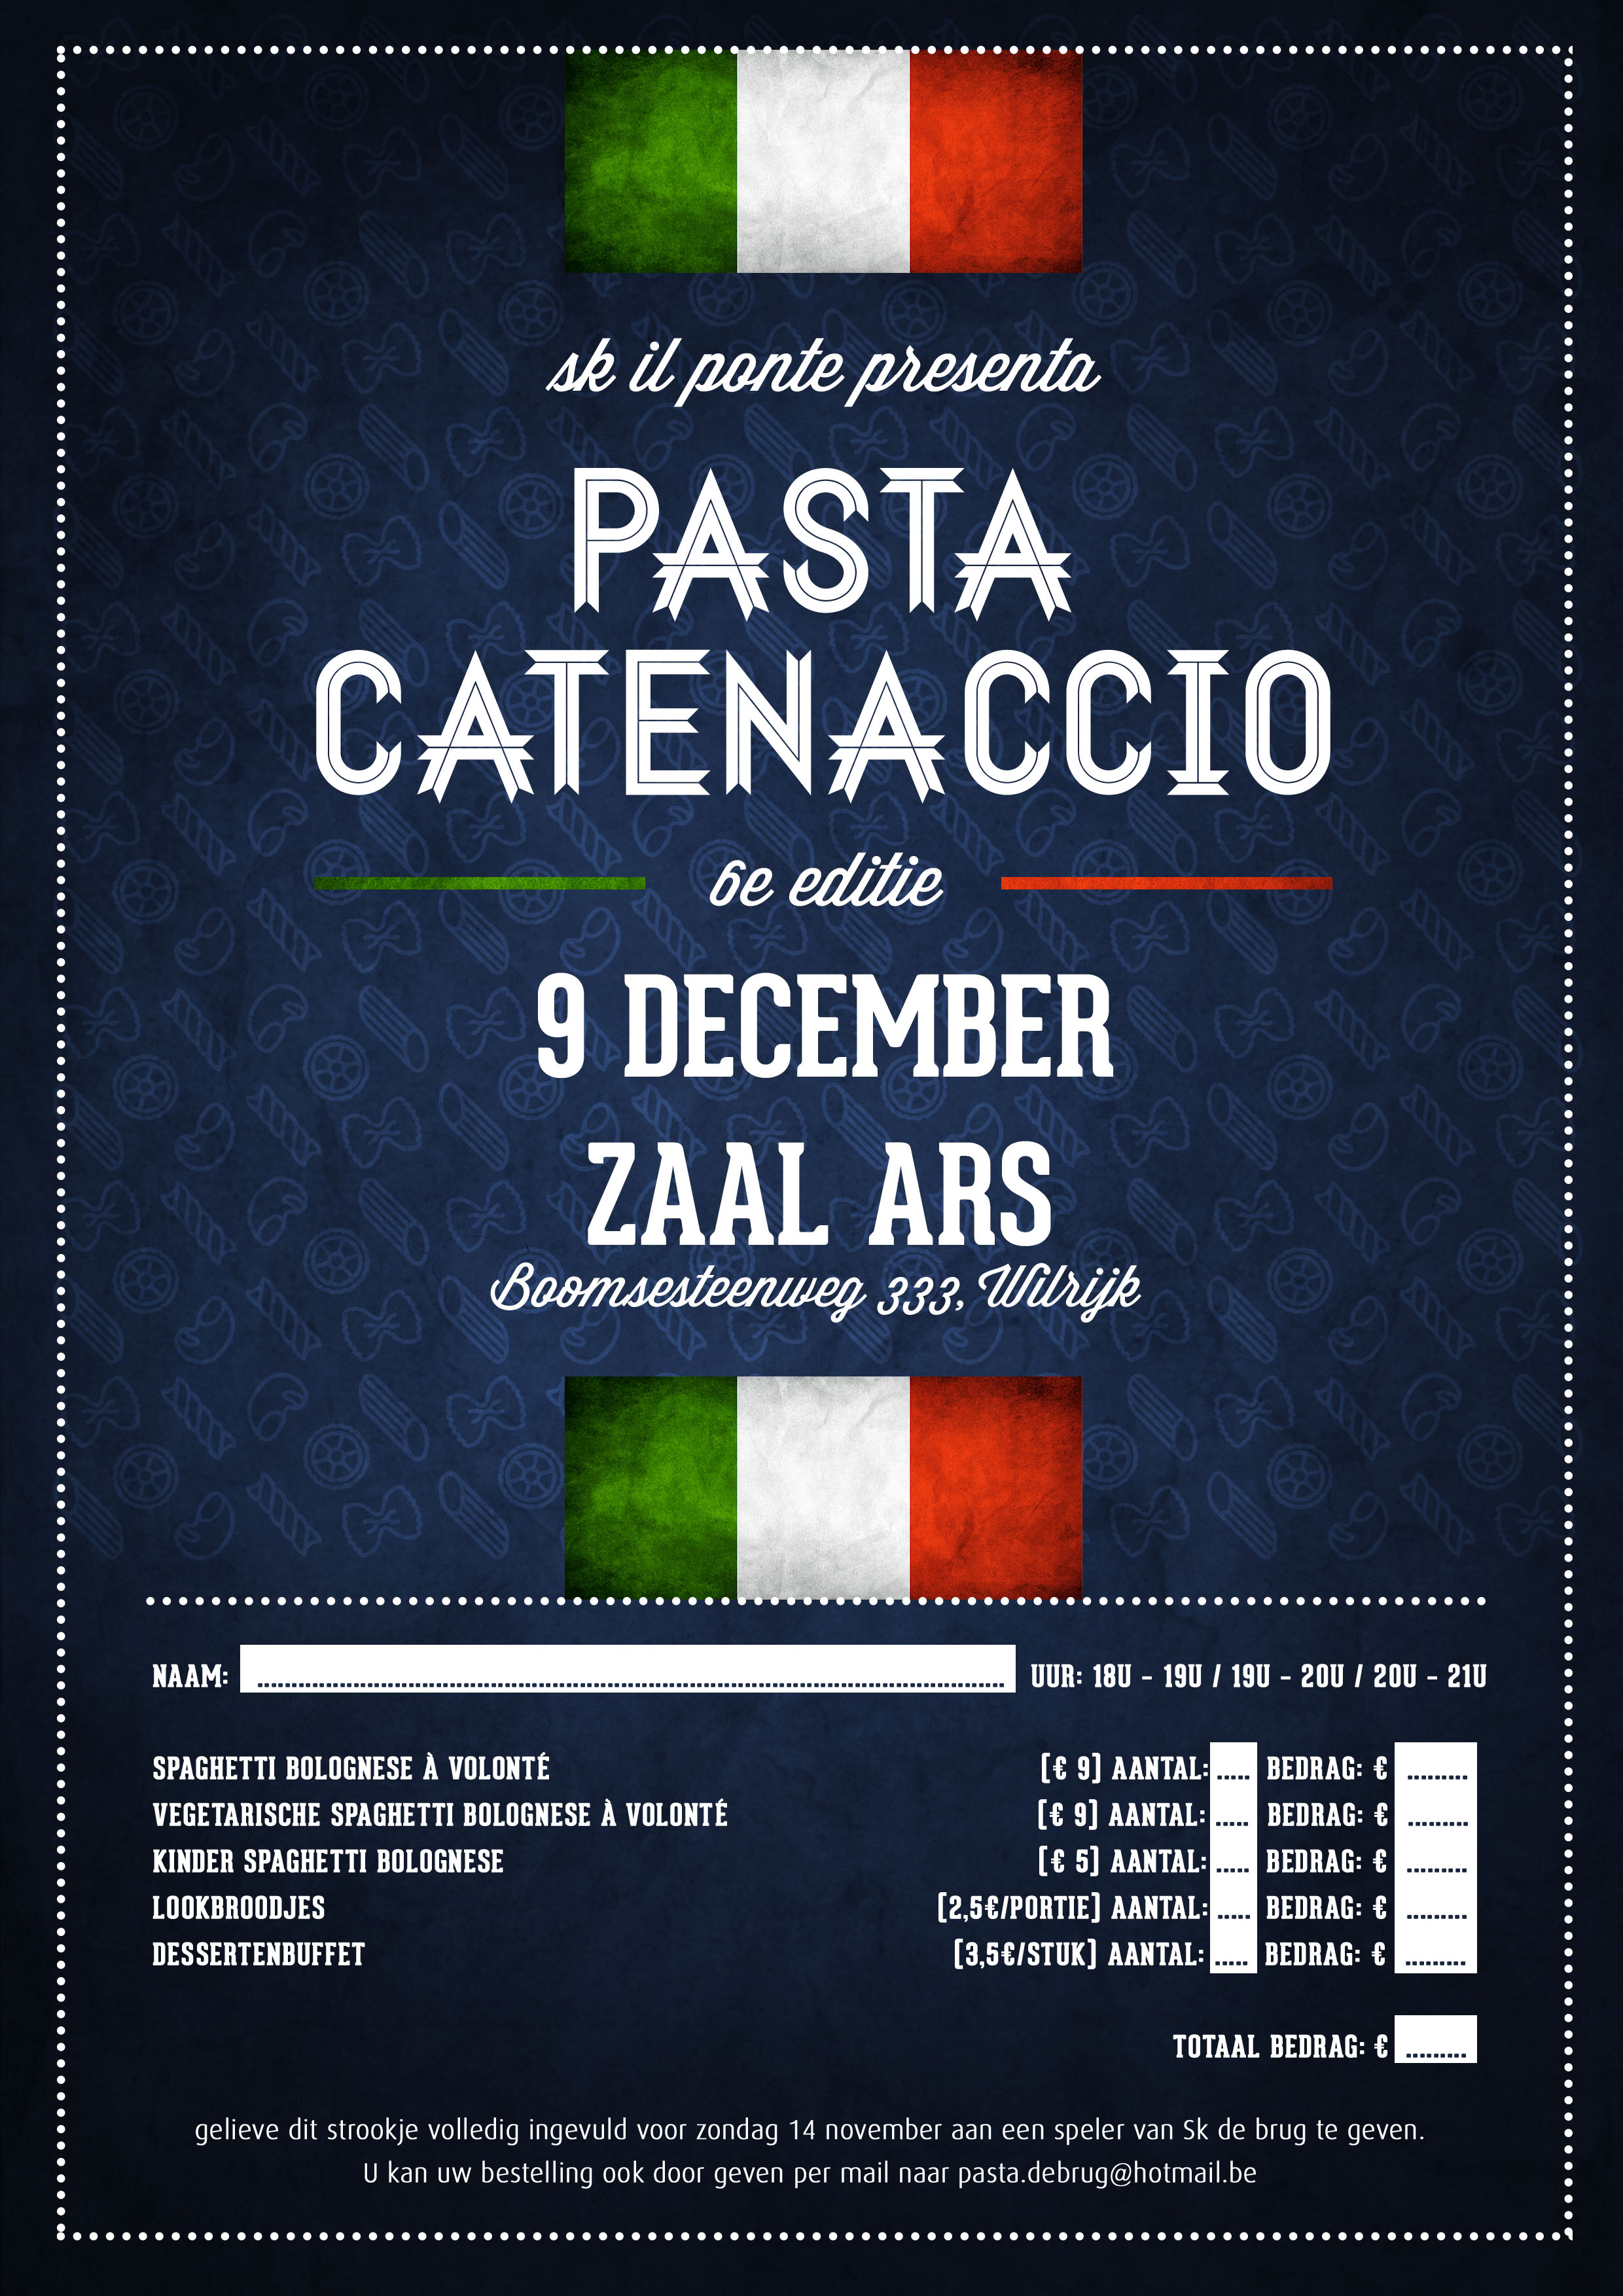 sk il ponte presenta
PASTA
CATENACCIO
6e editie
9 DECEMBER
ZAAL ARS
Boomsesteenweg 333, Wilrijk
NAAM: UUR: 18U - 19U / 19U - 20U / 20U - 21U
SPAGHETTI BOLOGNESE À VOLONTÉ (€ 9) AANTAL: ..... BEDRAG: € .........
VEGETARISCHE SPAGHETTI BOLOGNESE À VOLONTÉ (€ 9) AANTAL: ..... BEDRAG: € .........
KINDER SPAGHETTI BOLOGNESE (€ 5) AANTAL: ..... BEDRAG: € .........
LOOKBROODJES (2,5€/PORTIE) AANTAL: ..... BEDRAG: € .........
DESSERTENBUFFET (3,5€/STUK) AANTAL: ..... BEDRAG: € .........
TOTAAL BEDRAG: € .........
gelieve dit strookje volledig ingevuld voor zondag 14 november aan een speler van Sk de brug te geven.
U kan uw bestelling ook door geven per mail naar pasta.debrug@hotmail.be